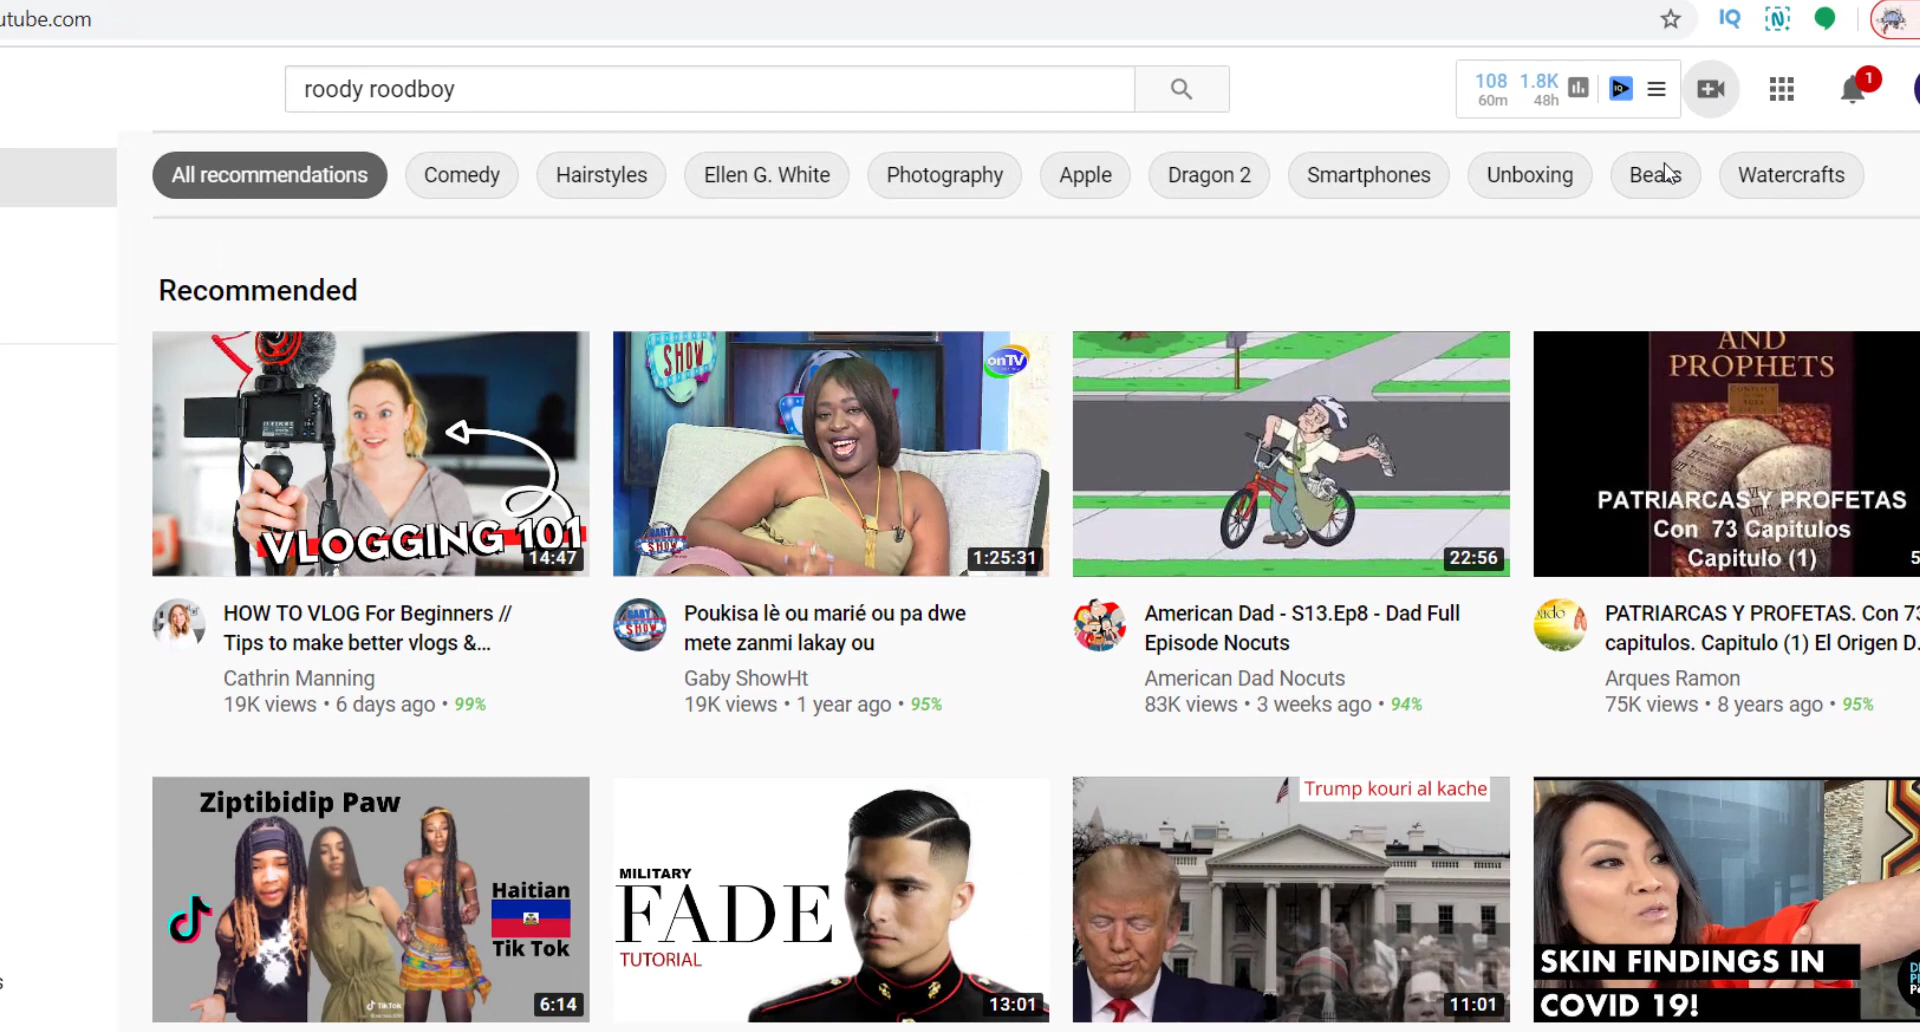 utube.com
IQ
N
roody roodboy
108 1.8K
60m 48h
1
All recommendations Comedy Hairstyles Ellen G. White Photography Apple Dragon 2 Smartphones Unboxing Watercrafts
Recommended
VLOGGING 101
14:47
SHOW
onTV
GABY
SHOW
1:25:31
22:56
AND
PROPHETS
PATRIARCAS Y PROFETAS
Con 73 Capitulos
Capitulo (1)
5
HOW TO VLOG For Beginners //
Tips to make better vlogs &...
Cathrin Manning
19K views • 6 days ago • 99%
Poukisa lè ou marié ou pa dwe
mete zanmi lakay ou
Gaby ShowHt
19K views • 1 year ago • 95%
American Dad - S13.Ep8 - Dad Full
Episode Nocuts
American Dad Nocuts
83K views • 3 weeks ago • 94%
PATRIARCAS Y PROFETAS. Con 73
capitulos. Capitulo (1) El Origen D.
Arques Ramon
75K views • 8 years ago • 95%
Ziptibidip Paw
Haitian
Tik Tok
TikTok
6:14
MILITARY
FADE
TUTORIAL
13:01
Trump kouri al kache
11:01
SKIN FINDINGS IN
COVID 19!
s